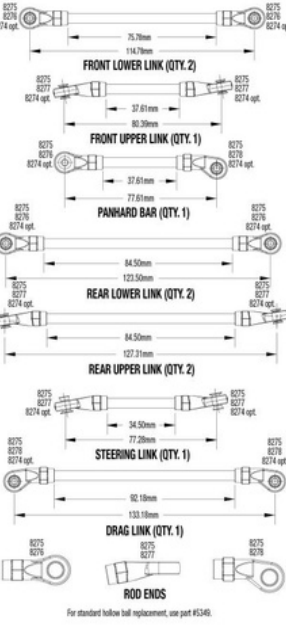 8275 8275
8276 8276
8274 opt. 8274 opt.
75.78mm
114.78mm
FRONT LOWER LINK (QTY. 2)
8275 8275
8277 8277
8274 opt. 8274 opt.
37.61mm
80.39mm
FRONT UPPER LINK (QTY. 1)
8275 8275
8276 8278
8274 opt. 8274 opt.
37.61mm
77.61mm
PANHARD BAR (QTY. 1)
8275 8275
8276 8276
8274 opt. 8274 opt.
84.50mm
123.50mm
REAR LOWER LINK (QTY. 2)
8275 8275
8277 8277
8274 opt. 8274 opt.
84.50mm
127.31mm
REAR UPPER LINK (QTY. 2)
8275 8275
8277 8277
8274 opt. 8274 opt.
34.50mm
77.28mm
STEERING LINK (QTY. 1)
8275 8275
8278 8278
8274 opt. 8274 opt.
92.18mm
133.18mm
DRAG LINK (QTY. 1)
8275 8275 8275
8276 8277 8278
ROD ENDS
For standard hollow ball replacement, use part #5349.